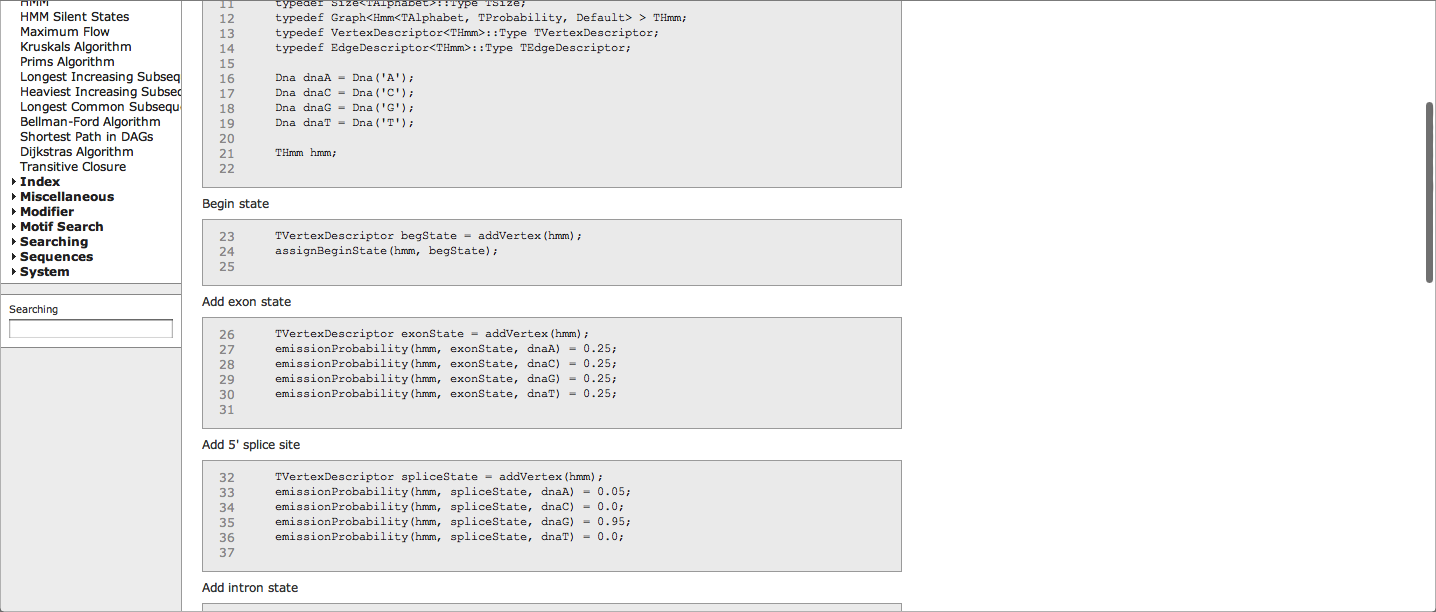 HMM
HMM Silent States
Maximum Flow
Kruskals Algorithm
Prims Algorithm
Longest Increasing Subseq
Heaviest Increasing Subsec
Longest Common Subsequ
Bellman-Ford Algorithm
Shortest Path in DAGs
Dijkstras Algorithm
Transitive Closure
Index
Miscellaneous
Modifier
Motif Search
Searching
Sequences
System
Searching
11 typedef Size<TAlphabet>::Type TSize;
12 typedef Graph<Hmm<TAlphabet, TProbability, Default> > THmm;
13 typedef VertexDescriptor<THmm>::Type TVertexDescriptor;
14 typedef EdgeDescriptor<THmm>::Type TEdgeDescriptor;
15
16 Dna dnaA = Dna('A');
17 Dna dnaC = Dna('C');
18 Dna dnaG = Dna('G');
19 Dna dnaT = Dna('T');
20
21 THmm hmm;
22
Begin state
23 TVertexDescriptor begState = addVertex(hmm);
24 assignBeginState(hmm, begState);
25
Add exon state
26 TVertexDescriptor exonState = addVertex(hmm);
27 emissionProbability(hmm, exonState, dnaA) = 0.25;
28 emissionProbability(hmm, exonState, dnaC) = 0.25;
29 emissionProbability(hmm, exonState, dnaG) = 0.25;
30 emissionProbability(hmm, exonState, dnaT) = 0.25;
31
Add 5' splice site
32 TVertexDescriptor spliceState = addVertex(hmm);
33 emissionProbability(hmm, spliceState, dnaA) = 0.05;
34 emissionProbability(hmm, spliceState, dnaC) = 0.0;
35 emissionProbability(hmm, spliceState, dnaG) = 0.95;
36 emissionProbability(hmm, spliceState, dnaT) = 0.0;
37
Add intron state